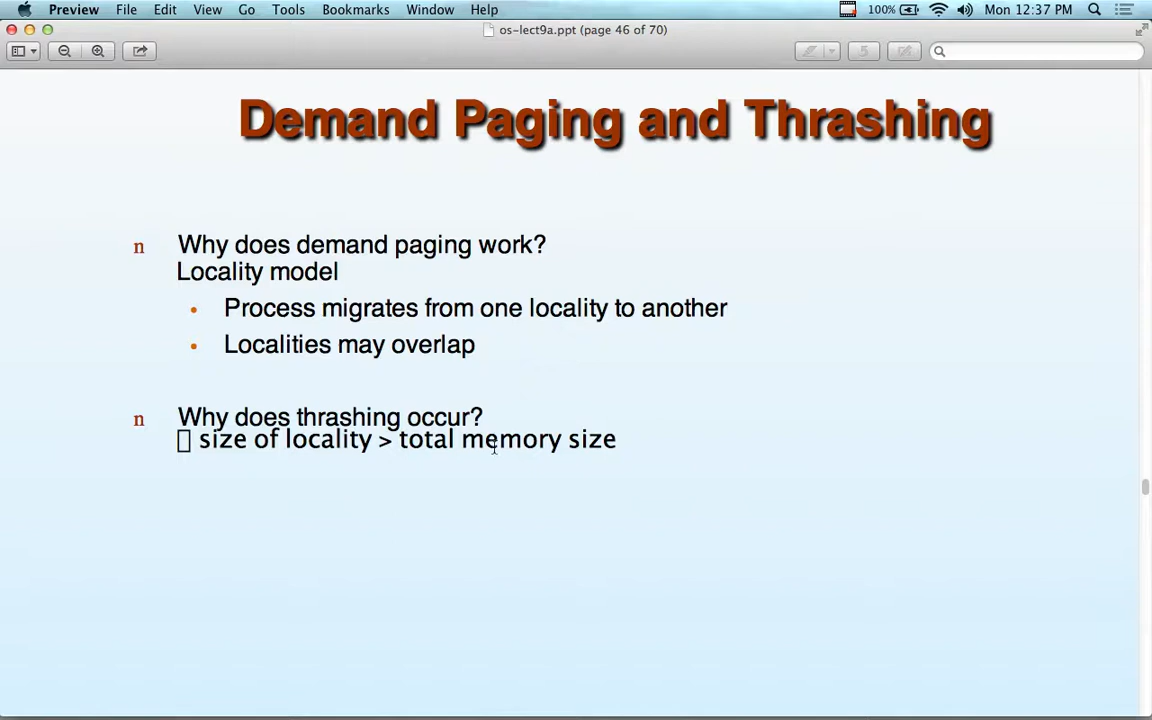 Preview File Edit View Go Tools Bookmarks Window Help 100% Mon 12:37 PM
os-lect9a.ppt (page 46 of 70)
5
Demand Paging and Thrashing
n Why does demand paging work?
Locality model
• Process migrates from one locality to another
• Localities may overlap
n Why does thrashing occur?
▯ size of locality > total memory size